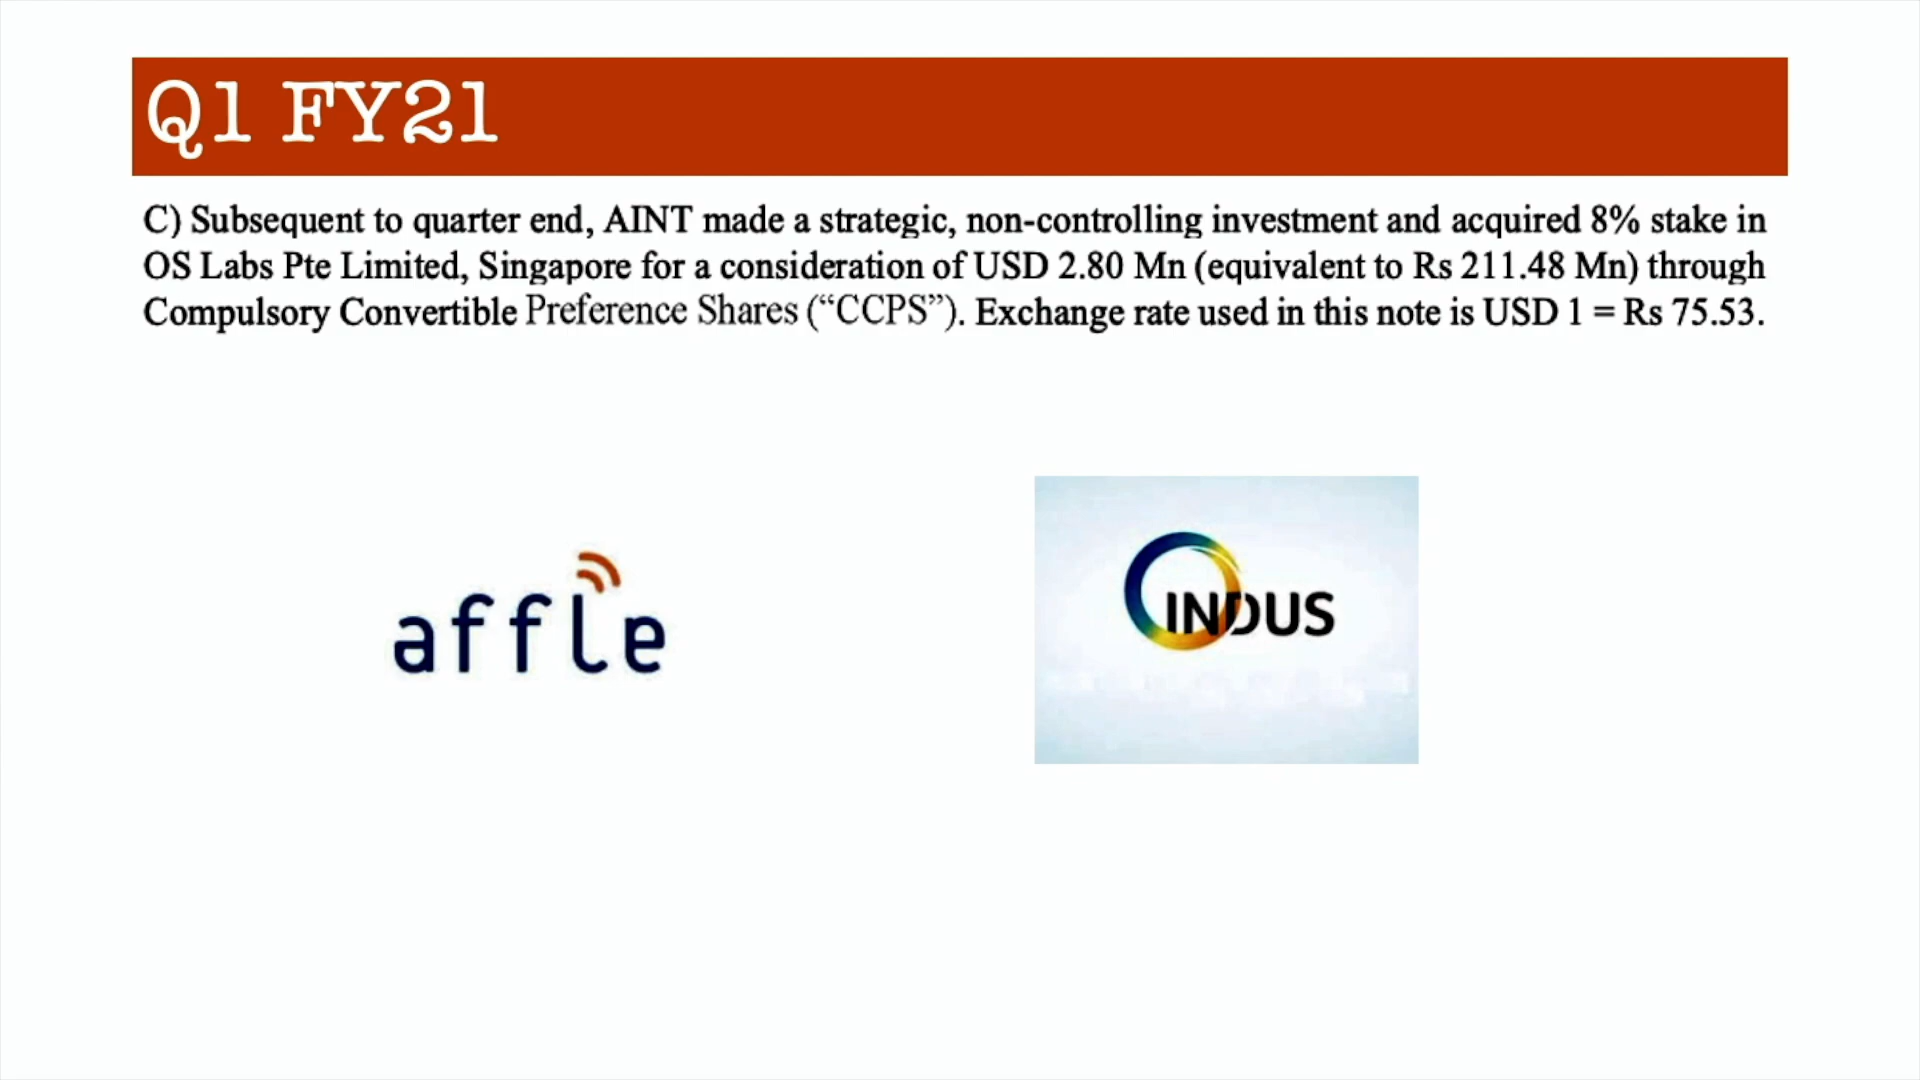 Q1 FY21
C) Subsequent to quarter end, AINT made a strategic, non-controlling investment and acquired 8% stake in
OS Labs Pte Limited, Singapore for a consideration of USD 2.80 Mn (equivalent to Rs 211.48 Mn) through
Compulsory Convertible Preference Shares (“CCPS”). Exchange rate used in this note is USD 1 = Rs 75.53.
affle
INDUS